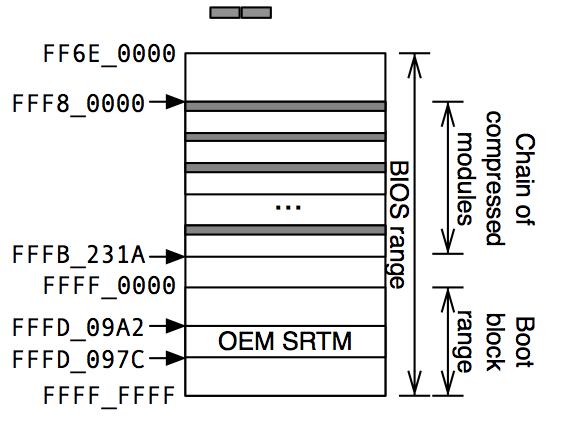 FF6E_0000
FFF8_0000
...
FFFB_231A
FFFF_0000
FFFD_09A2
OEM SRTM
FFFD_097C
FFFF_FFFF
BIOS range
Chain of
compressed
modules
Boot
block
range